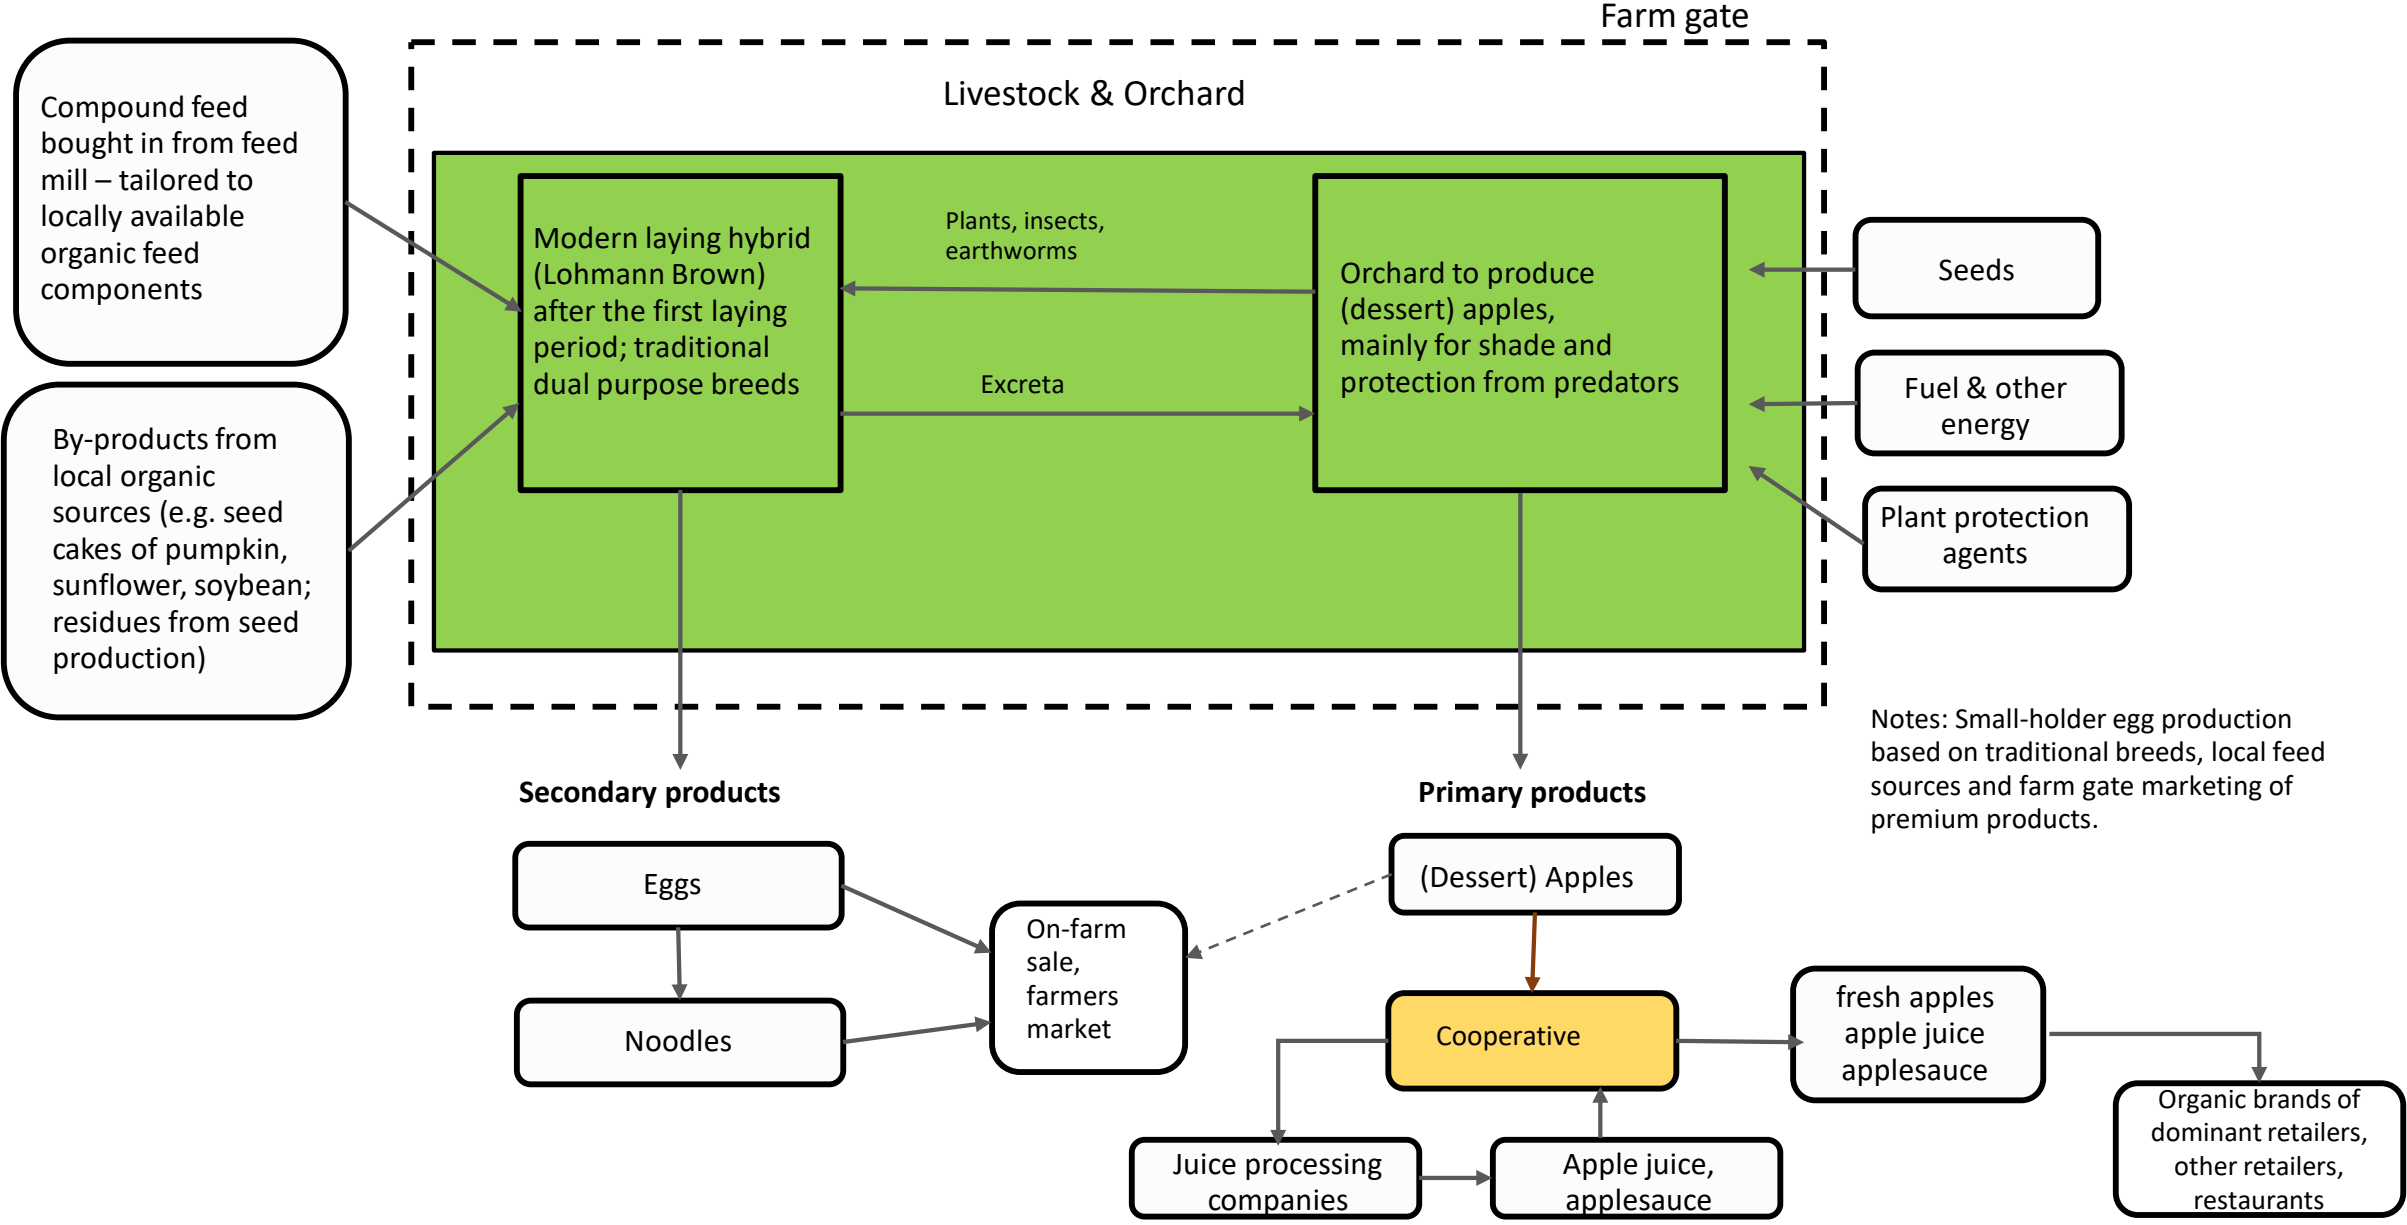 Farm gate
Livestock & Orchard
Compound feed
bought in from feed
mill – tailored to
locally available
organic feed
components
By-products from
local organic
sources (e.g. seed
cakes of pumpkin,
sunflower, soybean;
residues from seed
production)
Modern laying hybrid
(Lohmann Brown)
after the first laying
period; traditional
dual purpose breeds
Plants, insects,
earthworms
Excreta
Orchard to produce
(dessert) apples,
mainly for shade and
protection from predators
Seeds
Fuel & other
energy
Plant protection
agents
Notes: Small-holder egg production
based on traditional breeds, local feed
sources and farm gate marketing of
premium products.
Secondary products
Eggs
Noodles
On-farm
sale,
farmers
market
Primary products
(Dessert) Apples
Cooperative
fresh apples
apple juice
applesauce
Juice processing
companies
Apple juice,
applesauce
Organic brands of
dominant retailers,
other retailers,
restaurants